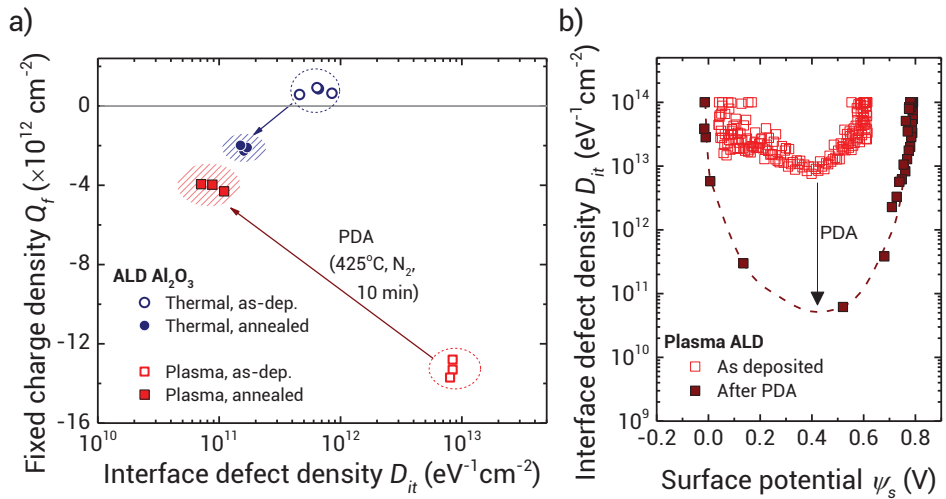 a)
Fixed charge density Q_f (×10^12 cm^-2)
0
-4
-8
-12
-16
10^10
10^11
10^12
10^13
Interface defect density D_it (eV^-1cm^-2)
PDA
(425°C, N_2,
10 min)
ALD Al_2O_3
Thermal, as-dep.
Thermal, annealed
Plasma, as-dep.
Plasma, annealed
b)
Interface defect density D_it (eV^-1cm^-2)
10^14
10^13
10^12
10^11
10^10
10^9
-0.2
0.0
0.2
0.4
0.6
0.8
Surface potential ψ_s (V)
PDA
Plasma ALD
As deposited
After PDA